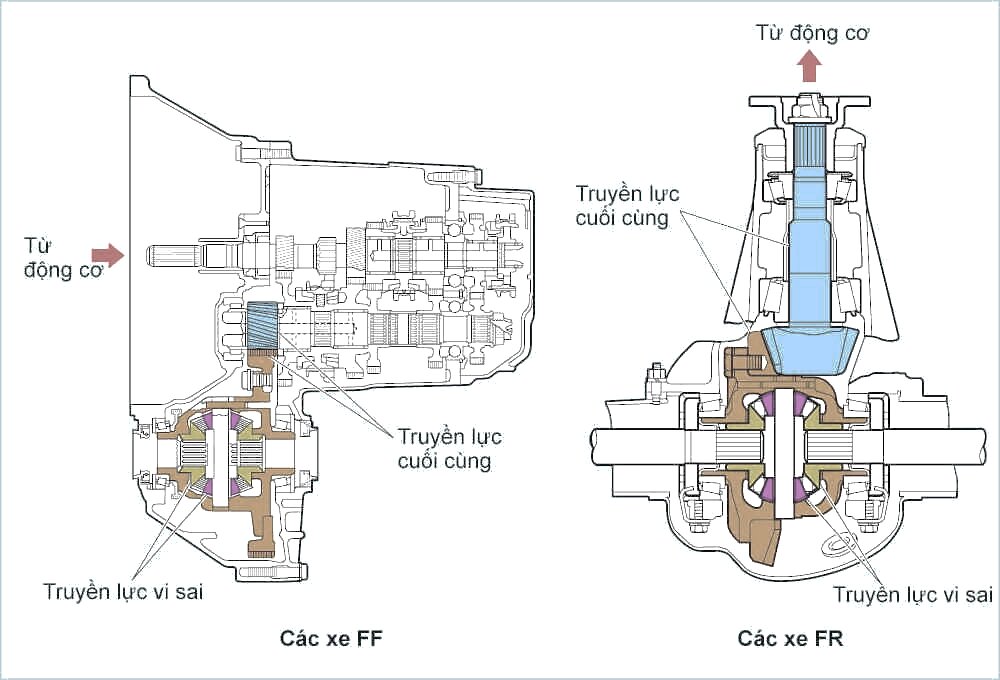 Từ động cơ
Truyền lực
cuối cùng
Từ
động cơ
Truyền lực
cuối cùng
Truyền lực vi sai
Truyền lực vi sai
Các xe FF
Các xe FR